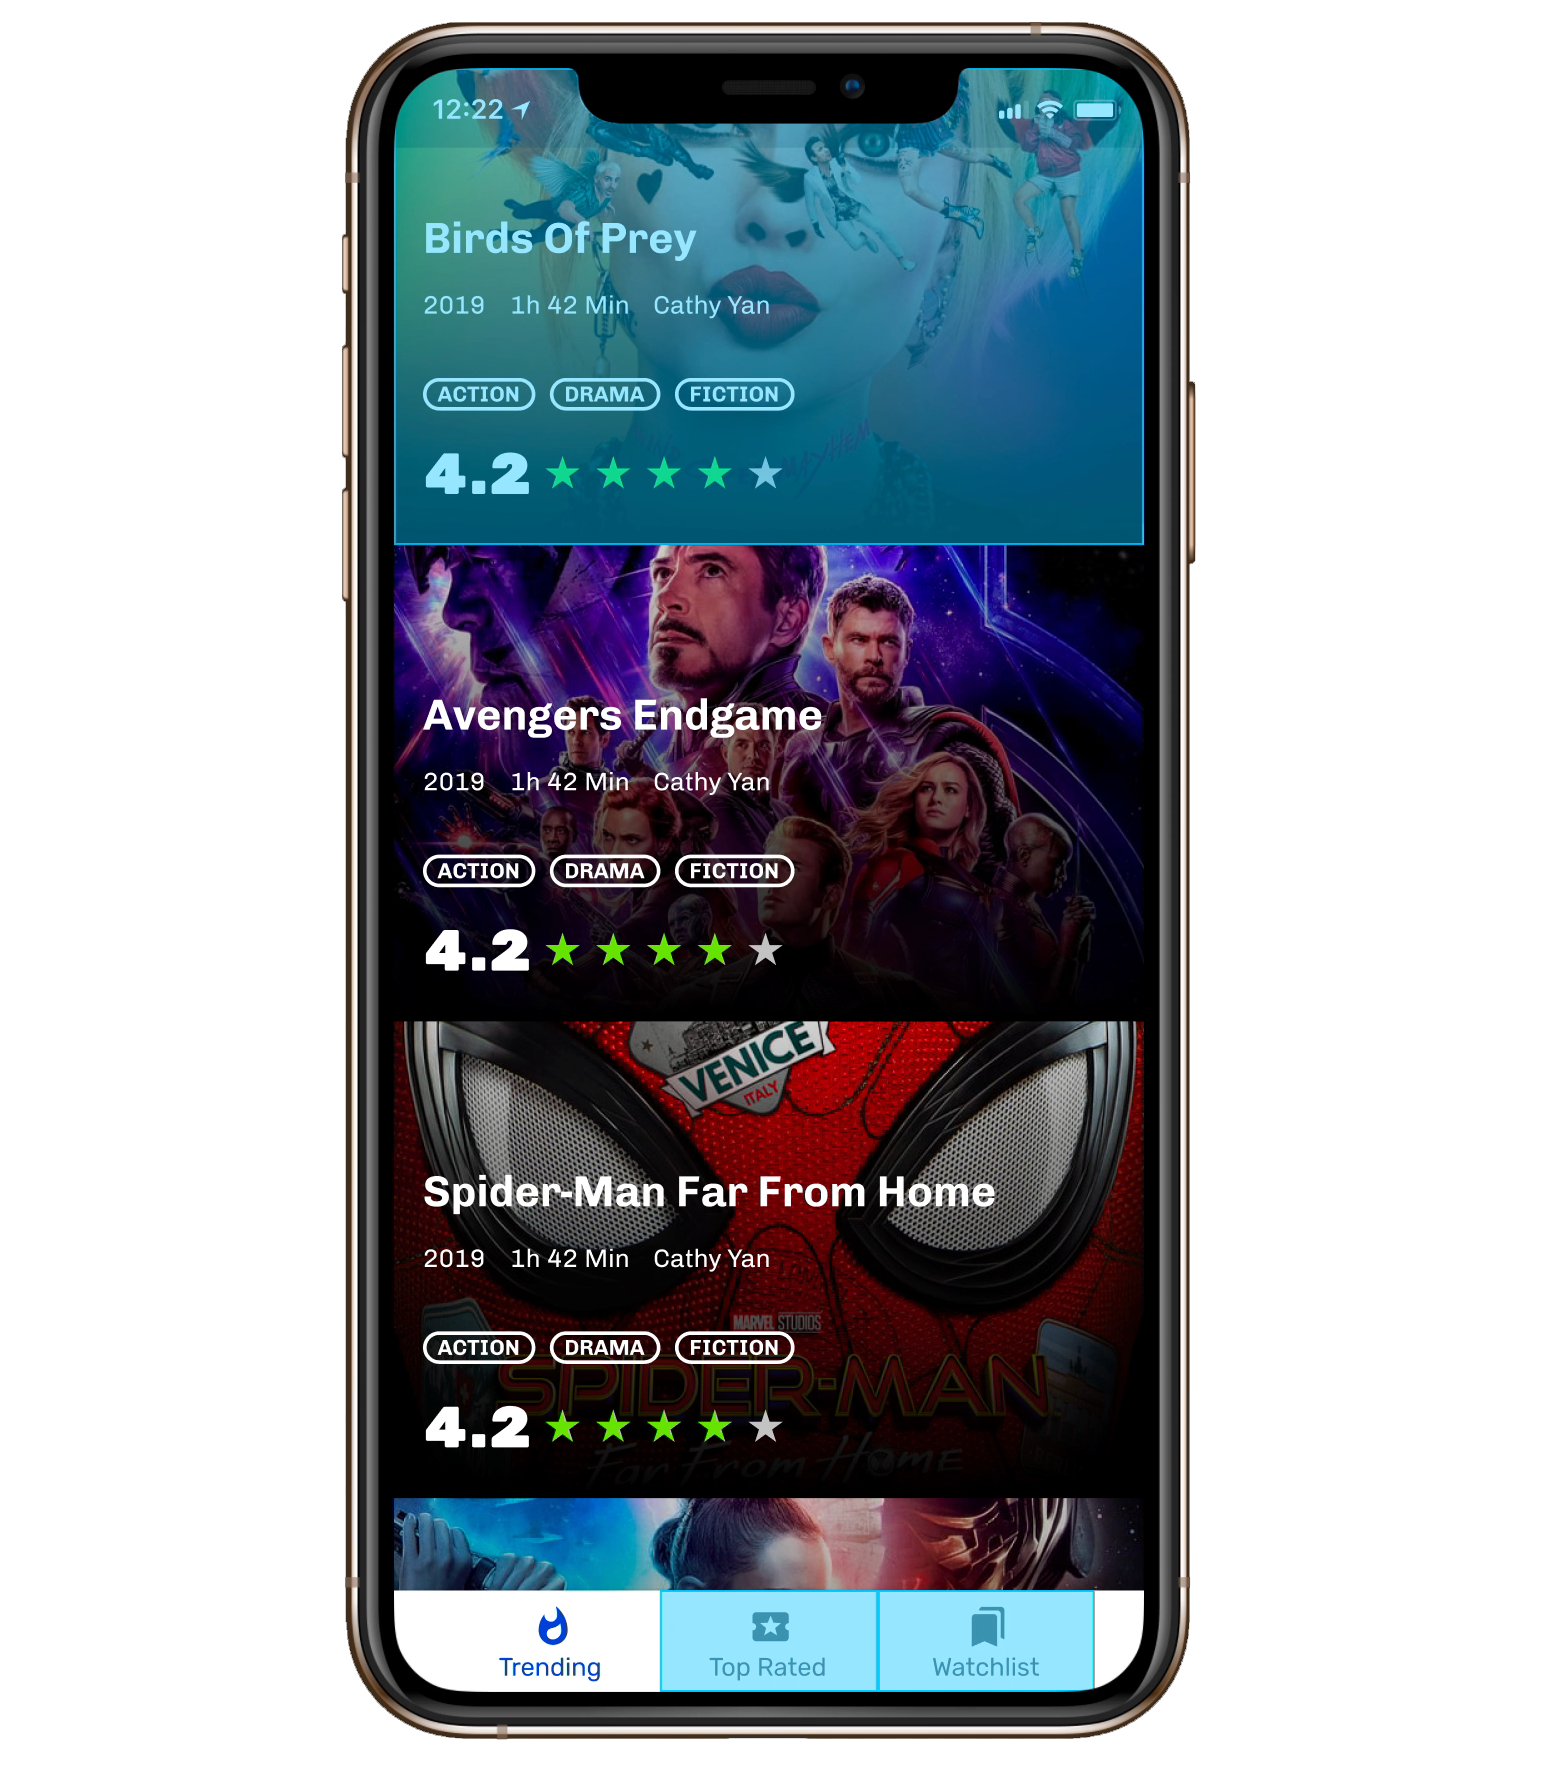 12:22
Birds Of Prey
2019 1h 42 Min Cathy Yan
ACTION DRAMA FICTION
4.2
MAYHEM
Avengers Endgame
2019 1h 42 Min Cathy Yan
ACTION DRAMA FICTION
4.2
VENICE
ITALY
Spider-Man Far From Home
2019 1h 42 Min Cathy Yan
MARVEL STUDIOS
ACTION DRAMA FICTION
SPIDER-MAN
4.2
Far From Home
Trending Top Rated Watchlist